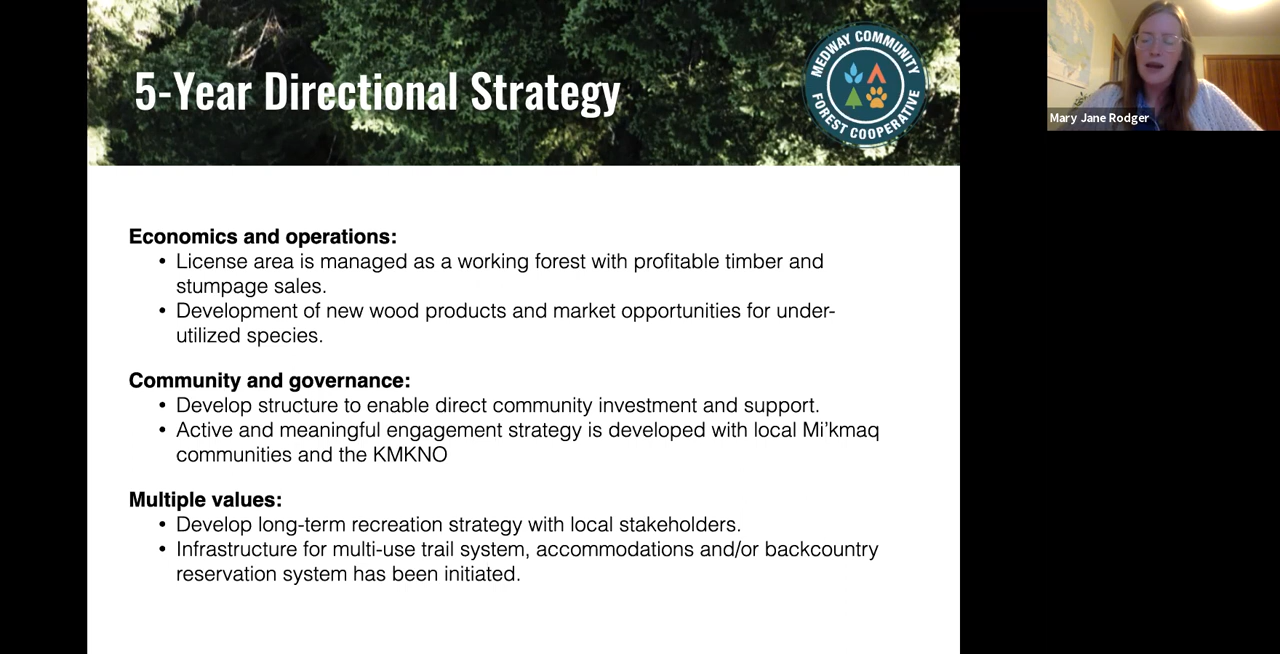 5-Year Directional Strategy
MEDWAY COMMUNITY
FOREST COOPERATIVE
Mary Jane Rodger
Economics and operations:
• License area is managed as a working forest with profitable timber and
stumpage sales.
• Development of new wood products and market opportunities for under-
utilized species.
Community and governance:
• Develop structure to enable direct community investment and support.
• Active and meaningful engagement strategy is developed with local Mi’kmaq
communities and the KMKNO
Multiple values:
• Develop long-term recreation strategy with local stakeholders.
• Infrastructure for multi-use trail system, accommodations and/or backcountry
reservation system has been initiated.